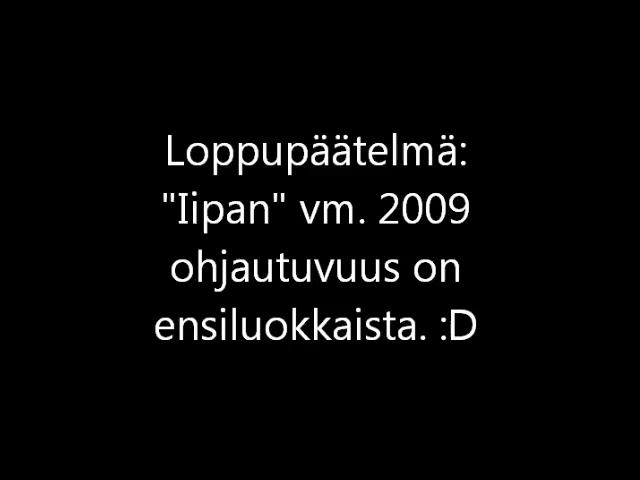 Loppupäätelmä:
"Iipan" vm. 2009
ohjautuvuus on
ensiluokkaista. :D